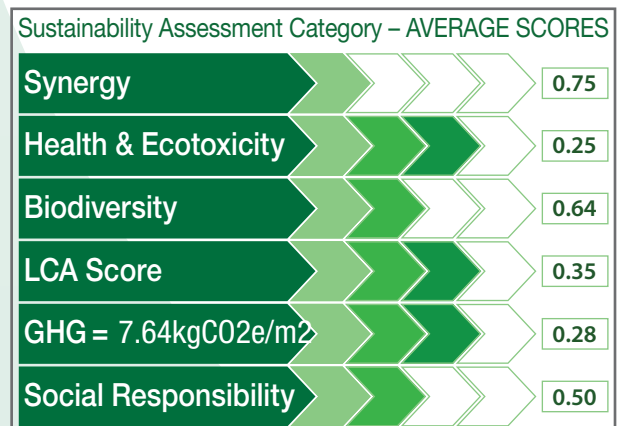 Sustainability Assessment Category – AVERAGE SCORES
Synergy 0.75
Health & Ecotoxicity 0.25
Biodiversity 0.64
LCA Score 0.35
GHG = 7.64kgCO2e/m2 0.28
Social Responsibility 0.50